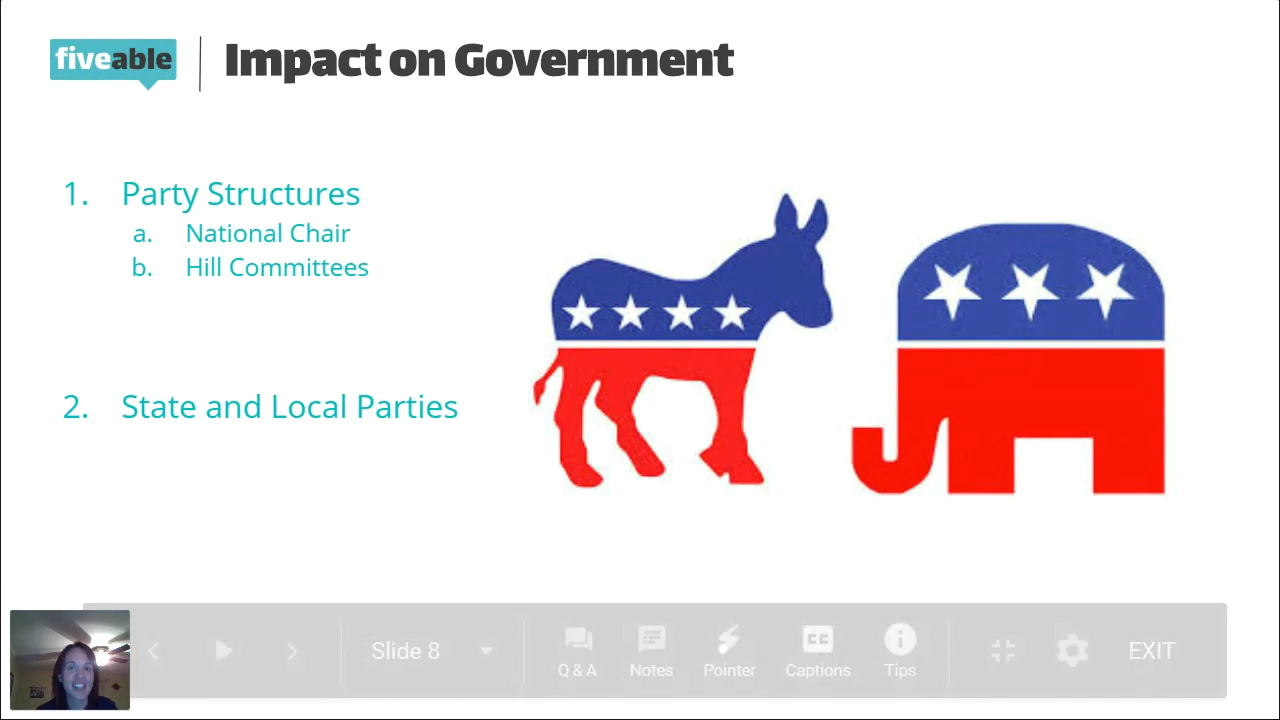 fiveable
Impact on Government
1. Party Structures
a. National Chair
b. Hill Committees
2. State and Local Parties
Slide 8
Q & A
Notes
Pointer
Captions
Tips
EXIT